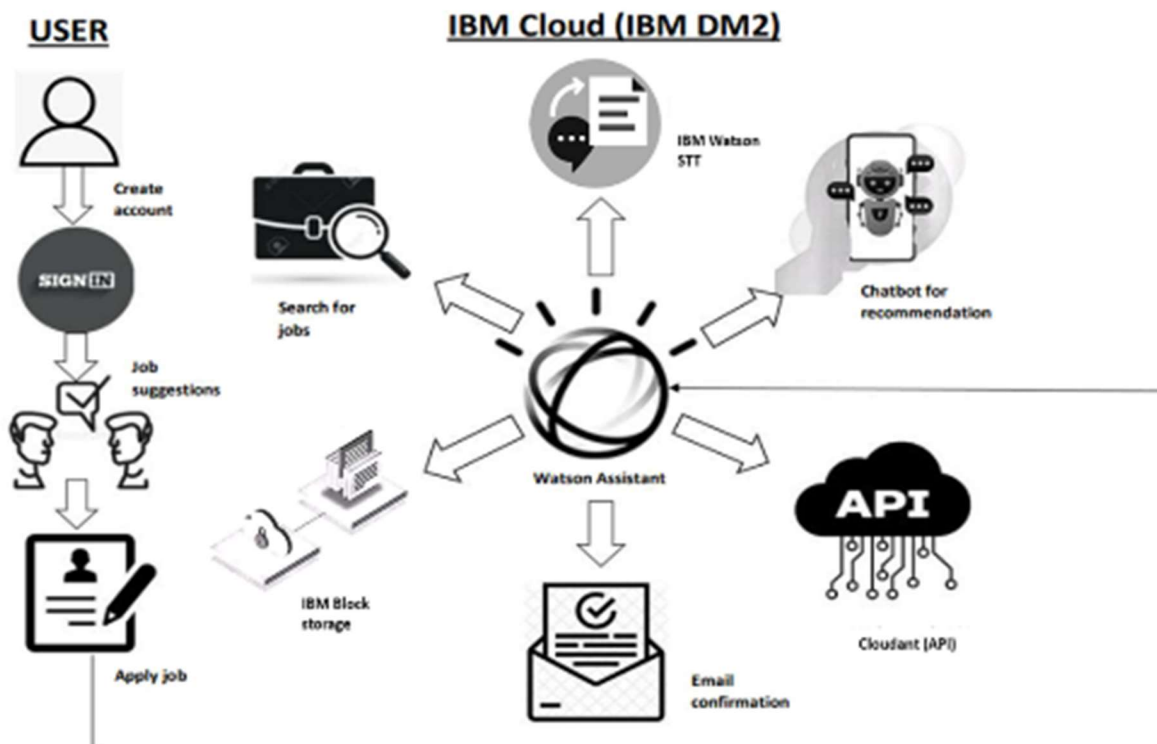 USER
IBM Cloud (IBM DM2)
Create
account
SIGN IN
Job
suggestions
Apply job
Search for
jobs
IBM Watson
STT
Chatbot for
recommendation
Watson Assistant
IBM Block
storage
API
Cloudant (API)
Email
confirmation